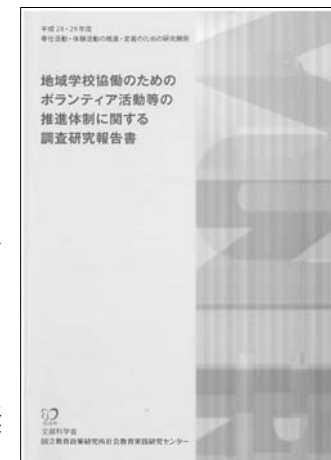 平成28・29年度
奉仕活動・体験活動の推進・定着のための研究開発
地域学校協働のための
ボランティア活動等の
推進体制に関する
調査研究報告書
文部科学省
国立教育政策研究所社会教育実践研究センター